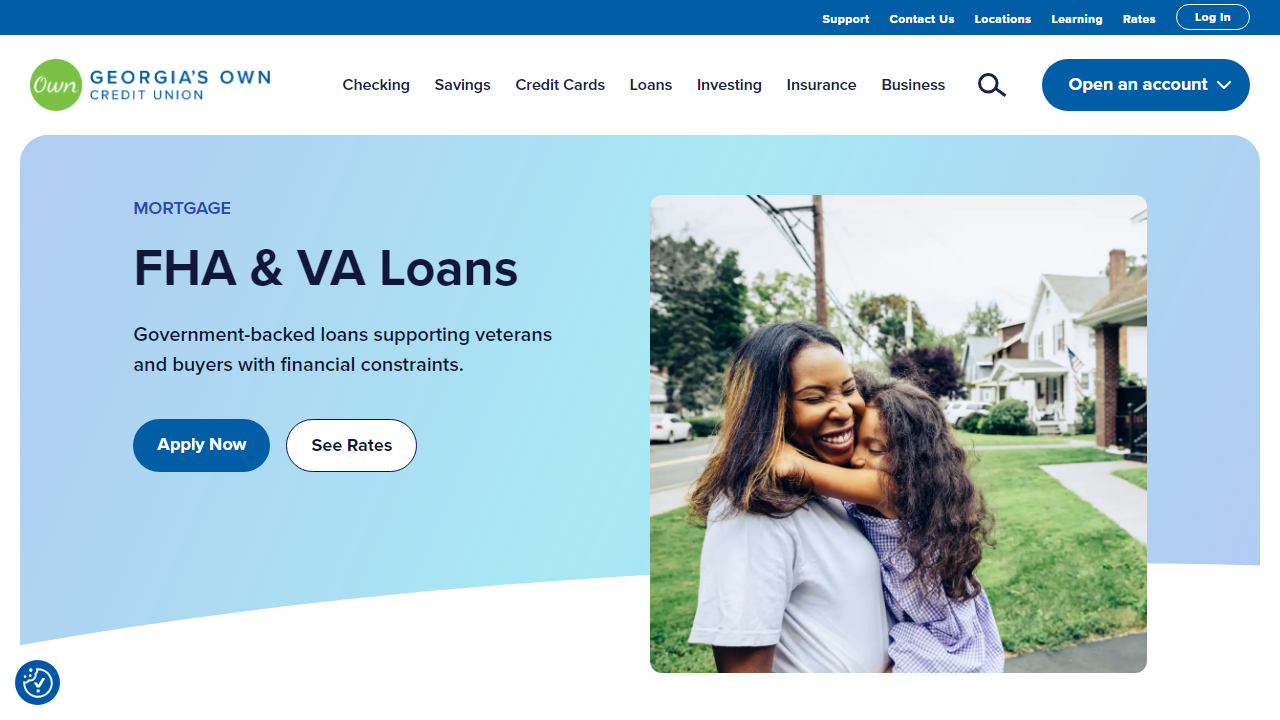 Support Contact Us Locations Learning Rates Log In
Own GEORGIA'S OWN
CREDIT UNION
Checking Savings Credit Cards Loans Investing Insurance Business Open an account
MORTGAGE
FHA & VA Loans
Government-backed loans supporting veterans
and buyers with financial constraints.
Apply Now See Rates